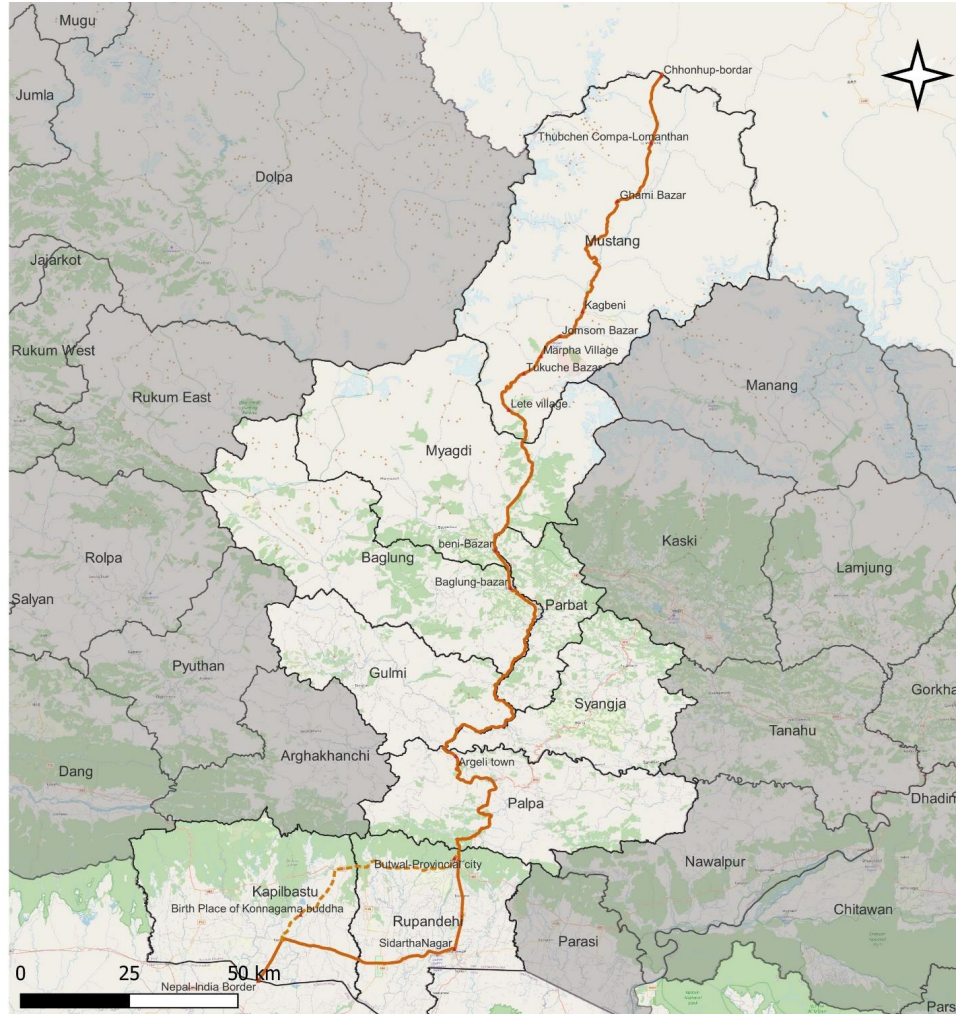 Mugu
Chhonhup-bordar
Jumla
Thubchen Compa-Lomanthan
Dolpa
Ghami Bazar
Mustang
Jajarkot
Kagbeni
Jomsom Bazar
Rukum West
Marpha Village
Tukuche Bazar
Manang
Rukum East
Lete village.
Myagdi
beni-Bazar
Kaski
Rolpa
Baglung
Lamjung
Baglung-bazar
Salyan
Parbat
Pyuthan
Gulmi
Gorkha
Syangja
Tanahu
Arghakhanchi
Argeli town
Dang
Dhadin
Palpa
Butwal-Provincial city
Nawalpur
Kapilbastu
Birth Place of Konnagama buddha
Chitawan
Rupandehi
SidarthaNagar
Parasi
0 25 50 km
Nepal-India Border
Pars